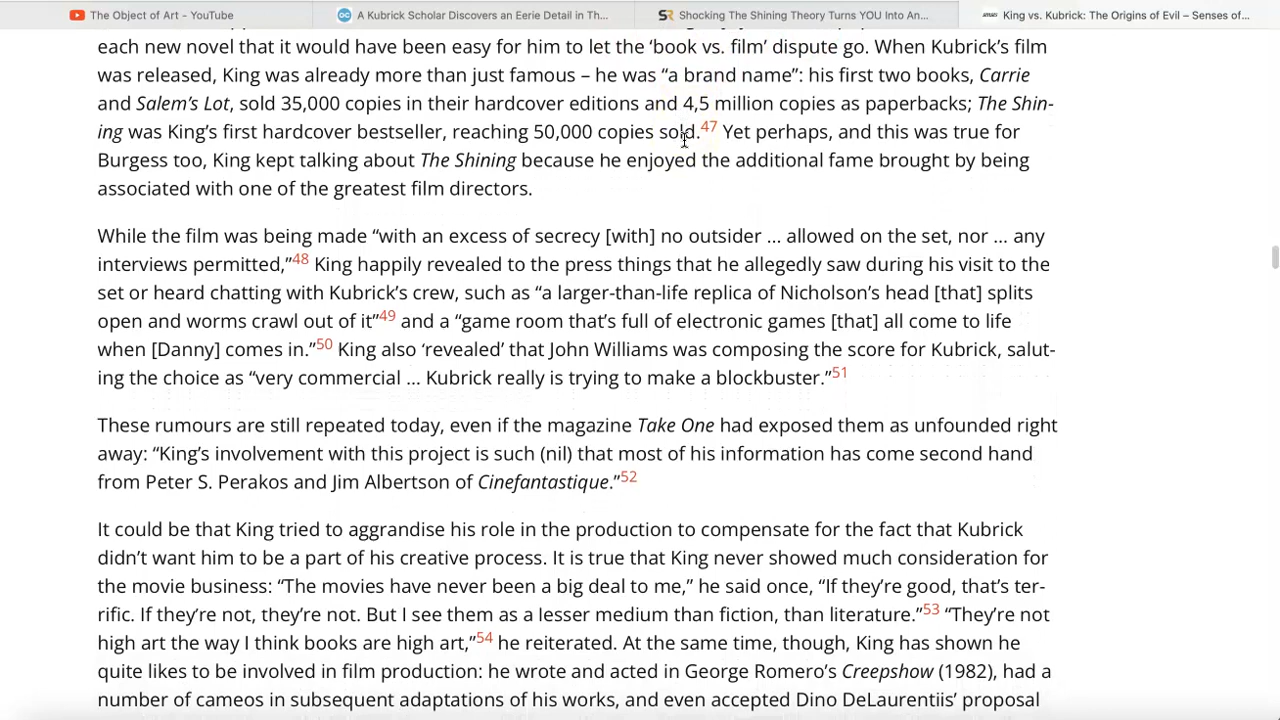 The Object of Art – YouTube
OC A Kubrick Scholar Discovers an Eerie Detail in Th...
SR Shocking The Shining Theory Turns YOU Into An...
King vs. Kubrick: The Origins of Evil – Senses of...
each new novel that it would have been easy for him to let the ‘book vs. film’ dispute go. When Kubrick’s film
was released, King was already more than just famous – he was “a brand name”: his first two books, Carrie
and Salem’s Lot, sold 35,000 copies in their hardcover editions and 4,5 million copies as paperbacks; The Shin-
ing was King’s first hardcover bestseller, reaching 50,000 copies sold.47 Yet perhaps, and this was true for
Burgess too, King kept talking about The Shining because he enjoyed the additional fame brought by being
associated with one of the greatest film directors.
While the film was being made “with an excess of secrecy [with] no outsider … allowed on the set, nor … any
interviews permitted,”48 King happily revealed to the press things that he allegedly saw during his visit to the
set or heard chatting with Kubrick’s crew, such as “a larger-than-life replica of Nicholson’s head [that] splits
open and worms crawl out of it”49 and a “game room that’s full of electronic games [that] all come to life
when [Danny] comes in.”50 King also ‘revealed’ that John Williams was composing the score for Kubrick, salut-
ing the choice as “very commercial … Kubrick really is trying to make a blockbuster.”51
These rumours are still repeated today, even if the magazine Take One had exposed them as unfounded right
away: “King’s involvement with this project is such (nil) that most of his information has come second hand
from Peter S. Perakos and Jim Albertson of Cinefantastique.”52
It could be that King tried to aggrandise his role in the production to compensate for the fact that Kubrick
didn’t want him to be a part of his creative process. It is true that King never showed much consideration for
the movie business: “The movies have never been a big deal to me,” he said once, “If they’re good, that’s ter-
rific. If they’re not, they’re not. But I see them as a lesser medium than fiction, than literature.”53 “They’re not
high art the way I think books are high art,”54 he reiterated. At the same time, though, King has shown he
quite likes to be involved in film production: he wrote and acted in George Romero’s Creepshow (1982), had a
number of cameos in subsequent adaptations of his works, and even accepted Dino DeLaurentiis’ proposal